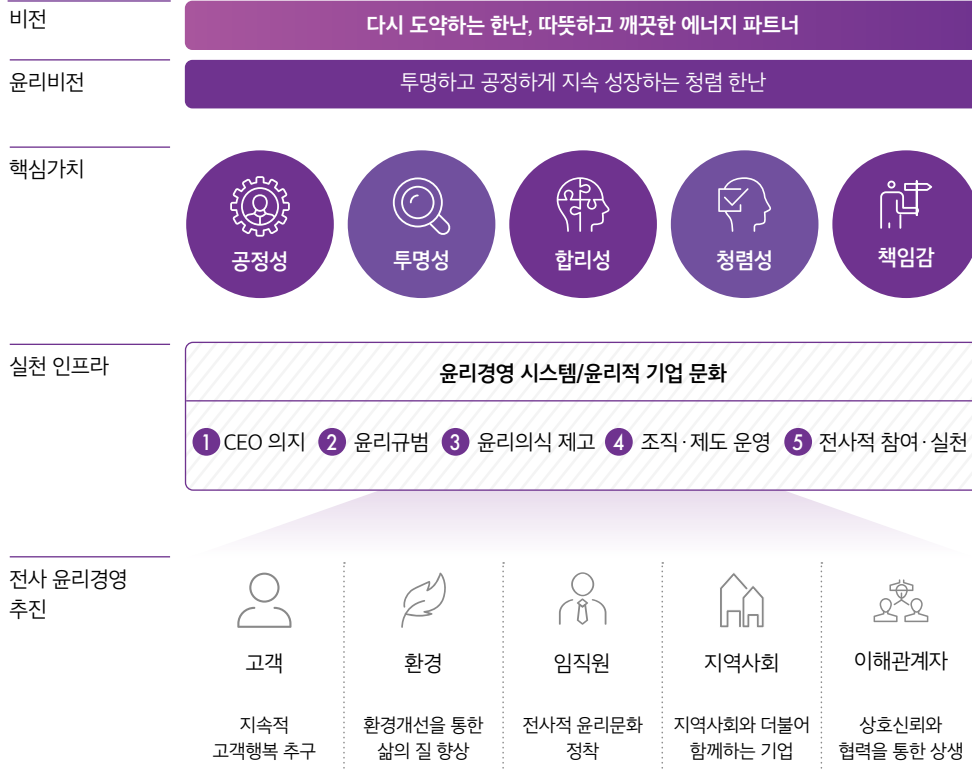 비전
다시 도약하는 한난, 따뜻하고 깨끗한 에너지 파트너
윤리비전
투명하고 공정하게 지속 성장하는 청렴 한난
핵심가치
공정성
투명성
합리성
청렴성
책임감
실천 인프라
윤리경영 시스템/윤리적 기업 문화
1 CEO 의지 2 윤리규범 3 윤리의식 제고 4 조직·제도 운영 5 전사적 참여·실천
전사 윤리경영
추진
고객
지속적
고객행복 추구
환경
환경개선을 통한
삶의 질 향상
임직원
전사적 윤리문화
정착
지역사회
지역사회와 더불어
함께하는 기업
이해관계자
상호신뢰와
협력을 통한 상생